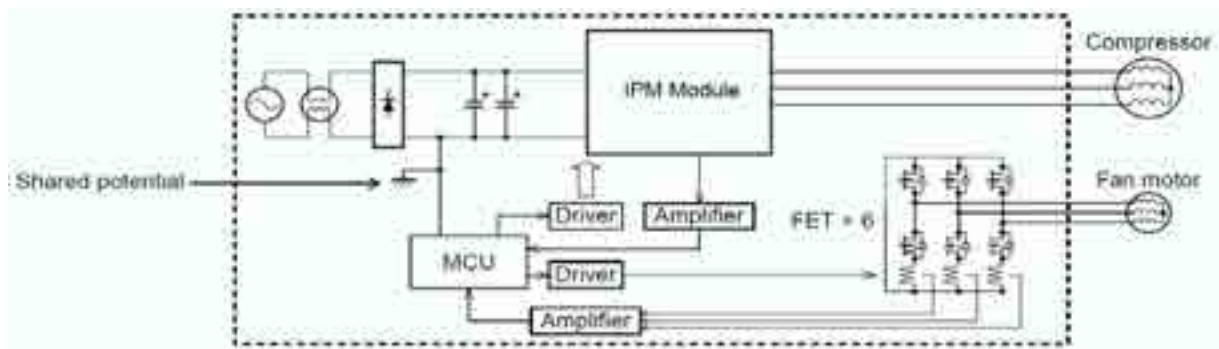 Compressor
IPM Module
Shared potential
Fan motor
Driver
Amplifier
FET × 6
MCU
Driver
Amplifier